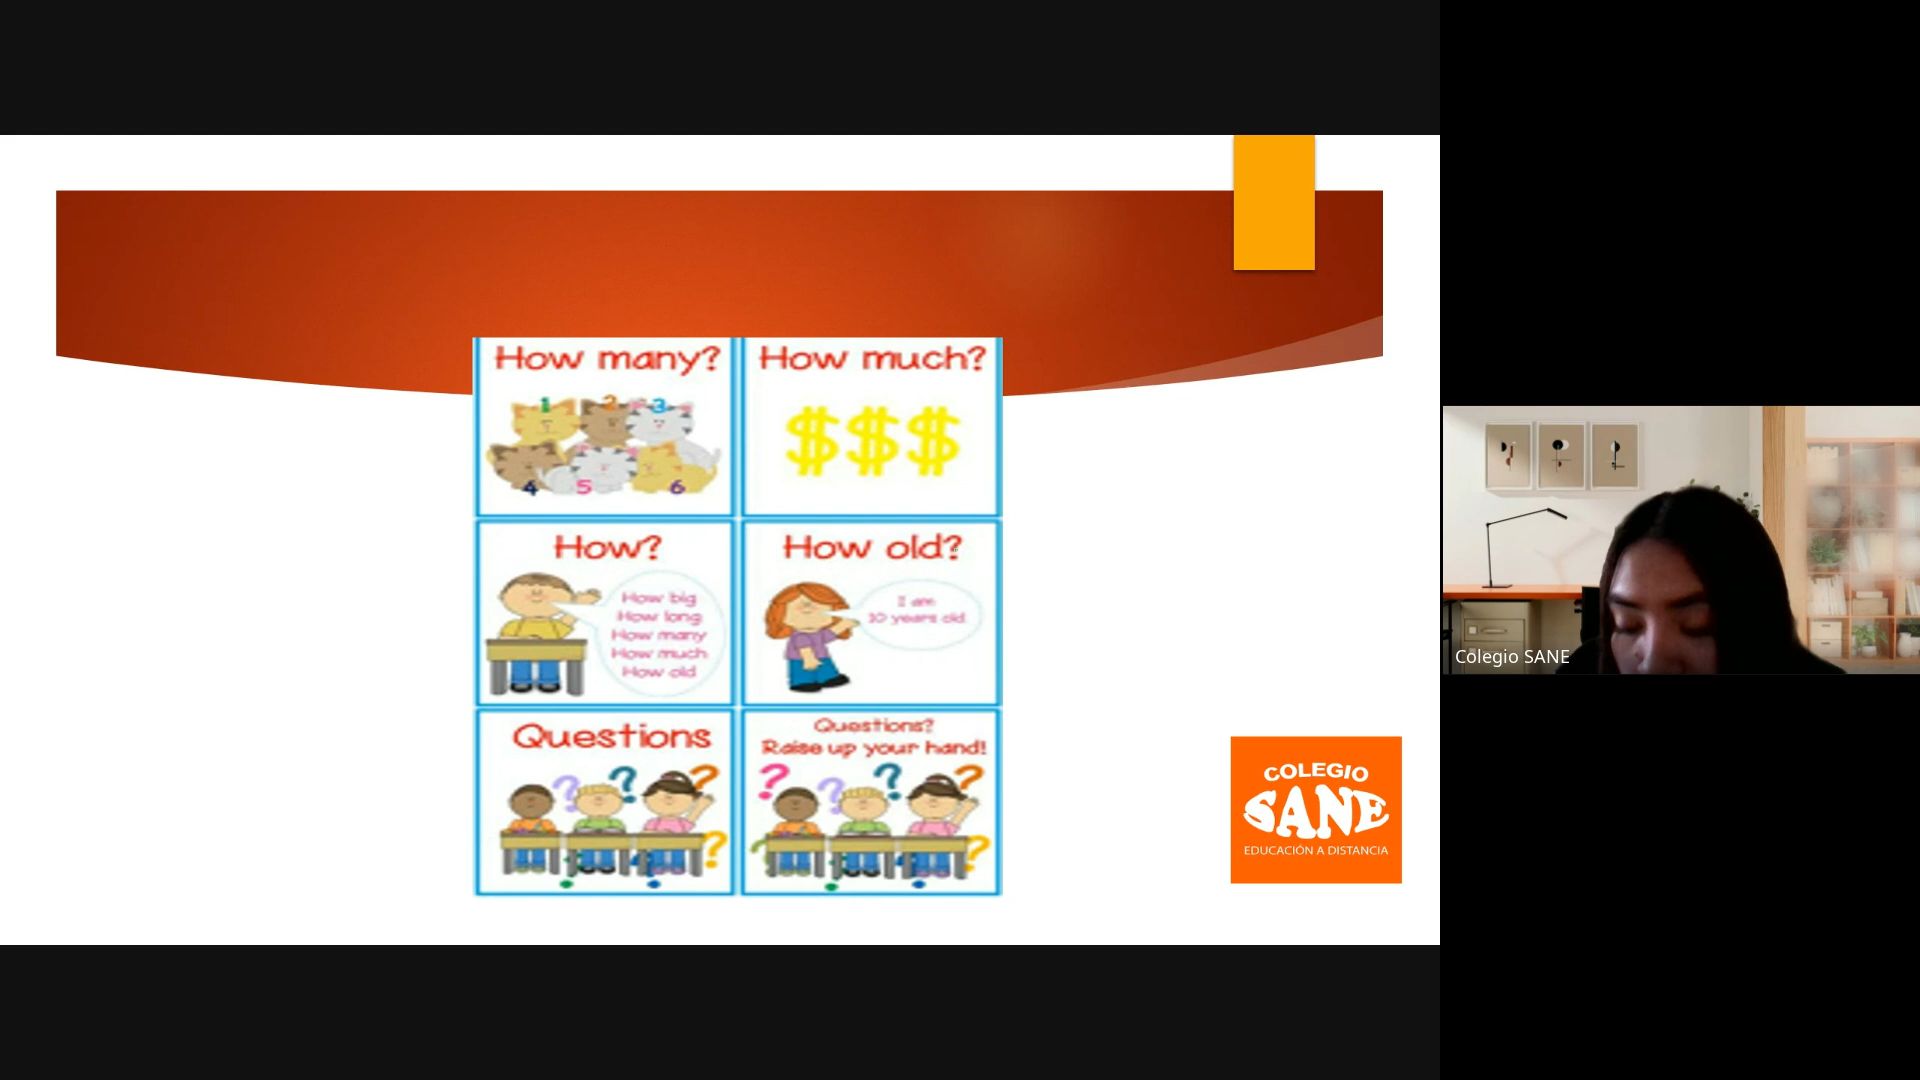 How many?
1 2 3
4 5 6
How much?
$$$
How?
How big
How long
How many
How much
How old
How old?
I am
10 years old
Questions
? ? ?
?
Questions?
Raise up your hand!
? ? ? ?
? ?
COLEGIO
SANE
EDUCACIÓN A DISTANCIA
Colegio SANE